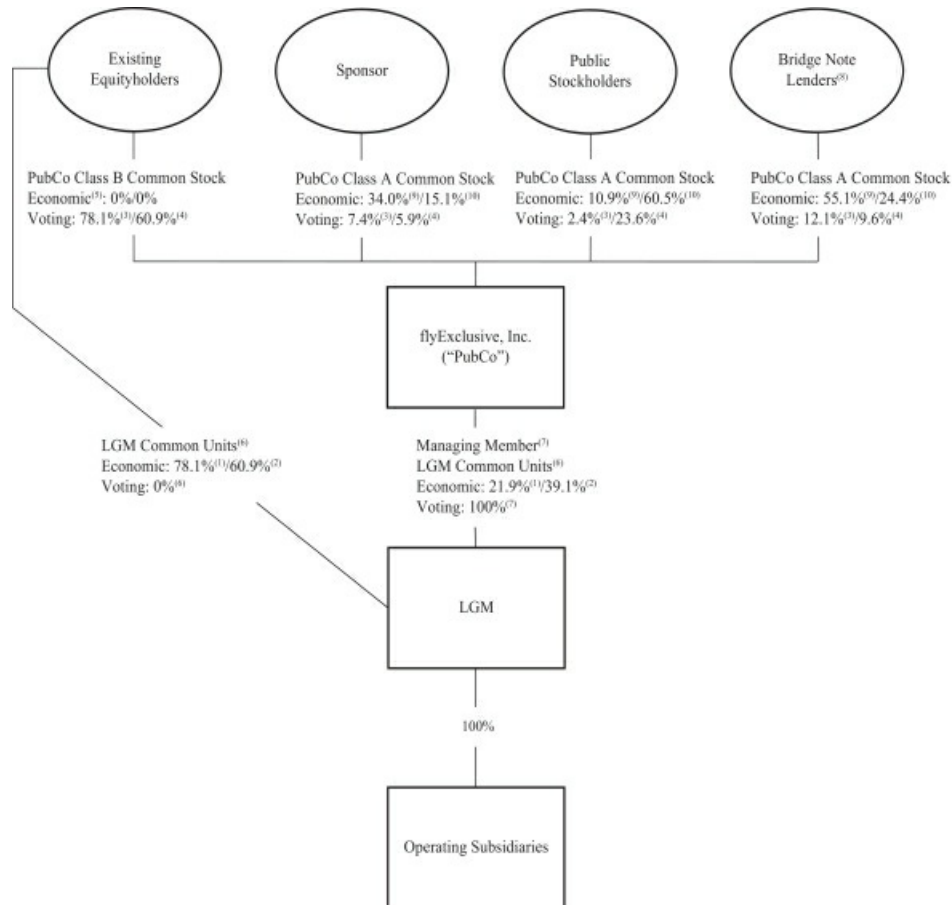 Existing
Equityholders
Sponsor
Public
Stockholders
Bridge Note
Lenders(8)
PubCo Class B Common Stock
Economic(5): 0%/0%
Voting: 78.1%(3)/60.9%(4)
PubCo Class A Common Stock
Economic: 34.0%(9)/15.1%(10)
Voting: 7.4%(3)/5.9%(4)
PubCo Class A Common Stock
Economic: 10.9%(9)/60.5%(10)
Voting: 2.4%(3)/23.6%(4)
PubCo Class A Common Stock
Economic: 55.1%(9)/24.4%(10)
Voting: 12.1%(3)/9.6%(4)
flyExclusive, Inc.
(“PubCo”)
LGM Common Units(6)
Economic: 78.1%(1)/60.9%(2)
Voting: 0%(6)
Managing Member(7)
LGM Common Units(6)
Economic: 21.9%(1)/39.1%(2)
Voting: 100%(7)
LGM
100%
Operating Subsidiaries